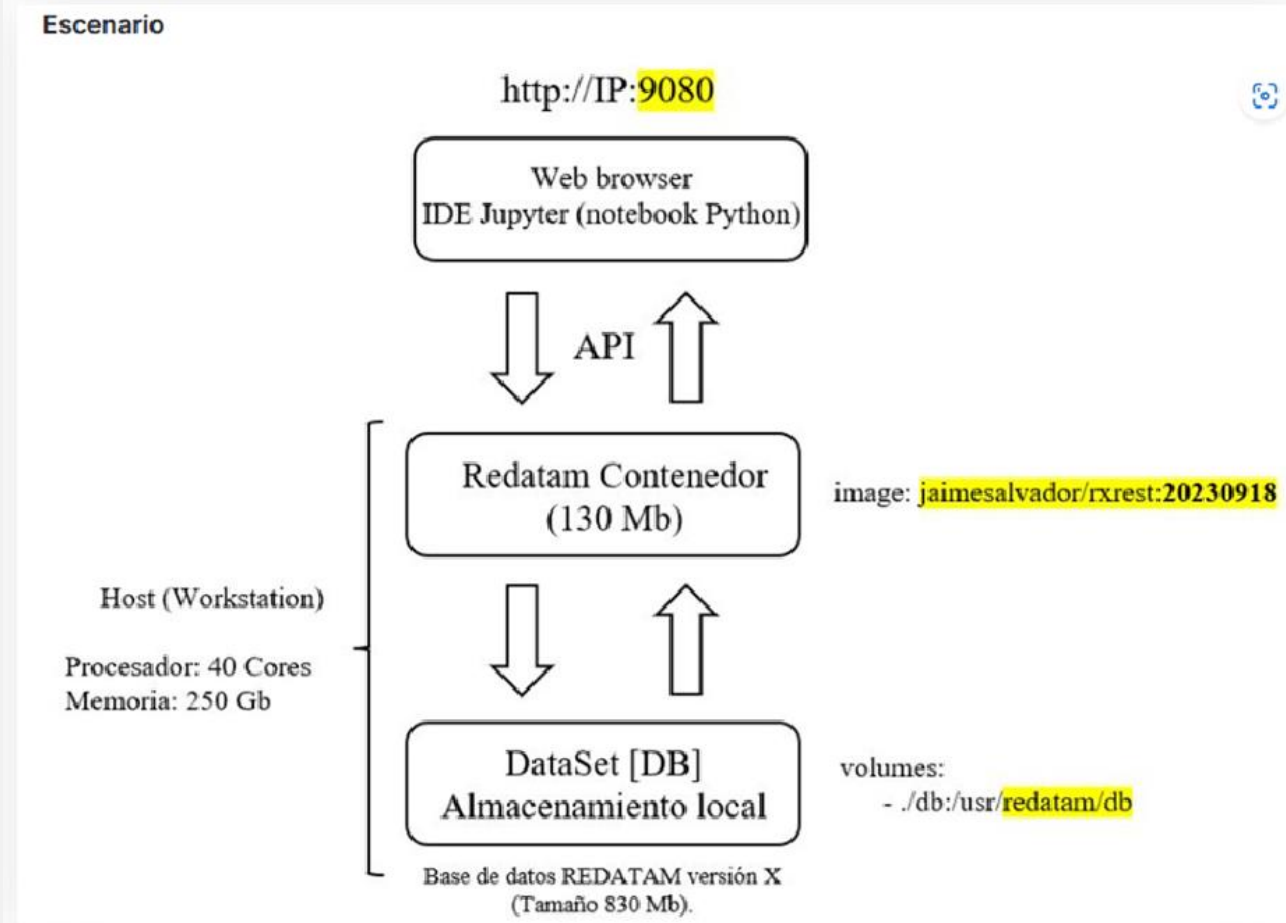 Escenario
http://IP:9080
Web browser
IDE Jupyter (notebook Python)
API
Redatam Contenedor
(130 Mb)
image: jaimesalvador/rxrest:20230918
Host (Workstation)
Procesador: 40 Cores
Memoria: 250 Gb
DataSet [DB]
Almacenamiento local
volumes:
- ./db:/usr/redatam/db
Base de datos REDATAM versión X
(Tamaño 830 Mb).